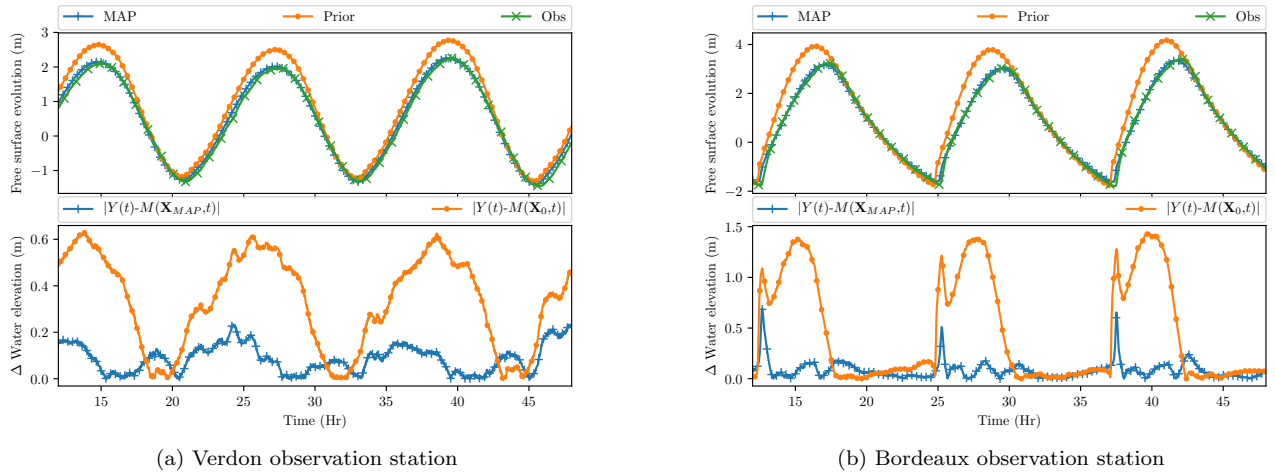 MAP Prior Obs
Free surface evolution (m)
3
2
1
0
−1
|Y(t)-M(X_MAP,t)| |Y(t)-M(X_0,t)|
Δ Water elevation (m)
0.6
0.4
0.2
0.0
15 20 25 30 35 40 45
Time (Hr)
(a) Verdon observation station
MAP Prior Obs
Free surface evolution (m)
4
2
0
−2
|Y(t)-M(X_MAP,t)| |Y(t)-M(X_0,t)|
Δ Water elevation (m)
1.5
1.0
0.5
0.0
15 20 25 30 35 40 45
Time (Hr)
(b) Bordeaux observation station